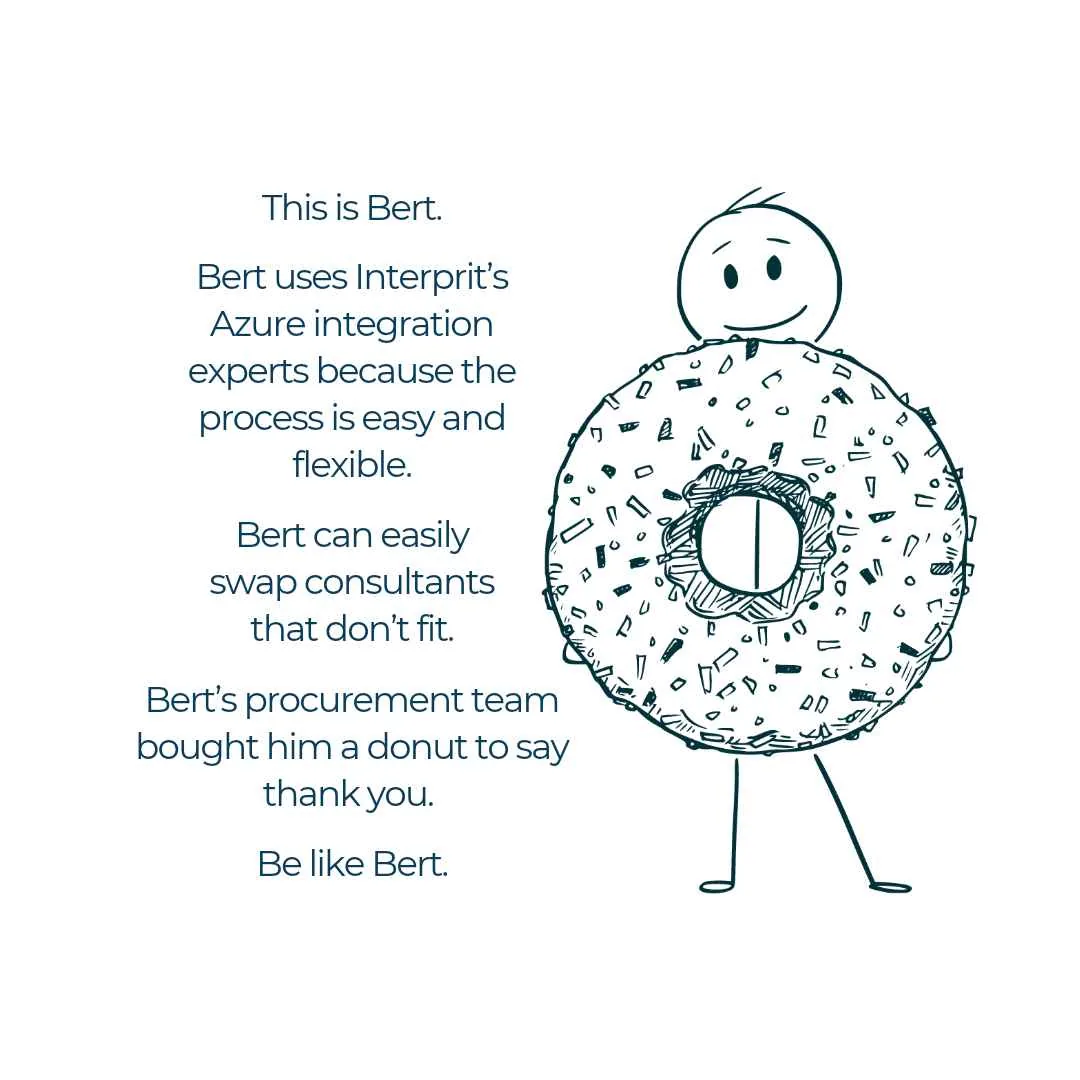 This is Bert.
Bert uses Interprit’s
Azure integration
experts because the
process is easy and
flexible.
Bert can easily
swap consultants
that don’t fit.
Bert’s procurement team
bought him a donut to say
thank you.
Be like Bert.